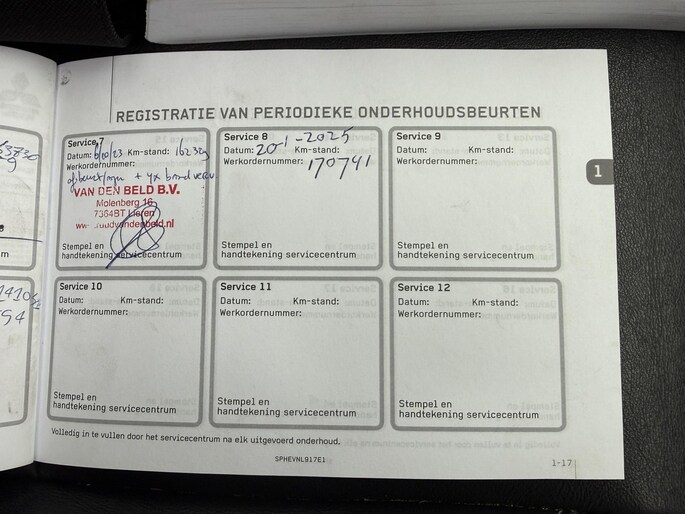 REGISTRATIE VAN PERIODIEKE ONDERHOUDSBEURTEN
Service 7
Datum: 6/10/23 Km-stand: 162329
Werkordernummer:
VAN DEN BELD B.V.
Molenberg 16
7364BT Lieren
Stempel en
handtekening servicecentrum
Service 8
Datum: 20-1-2025 Km-stand:
Werkordernummer: 170741
Stempel en
handtekening servicecentrum
Service 9
Datum: Km-stand:
Werkordernummer:
Stempel en
handtekening servicecentrum
1
Service 10
Datum: Km-stand:
Werkordernummer:
Stempel en
handtekening servicecentrum
Service 11
Datum: Km-stand:
Werkordernummer:
Stempel en
handtekening servicecentrum
Service 12
Datum: Km-stand:
Werkordernummer:
Stempel en
handtekening servicecentrum
Volledig in te vullen door het servicecentrum na elk uitgevoerd onderhoud.
SPHEVNL917E1
1-17